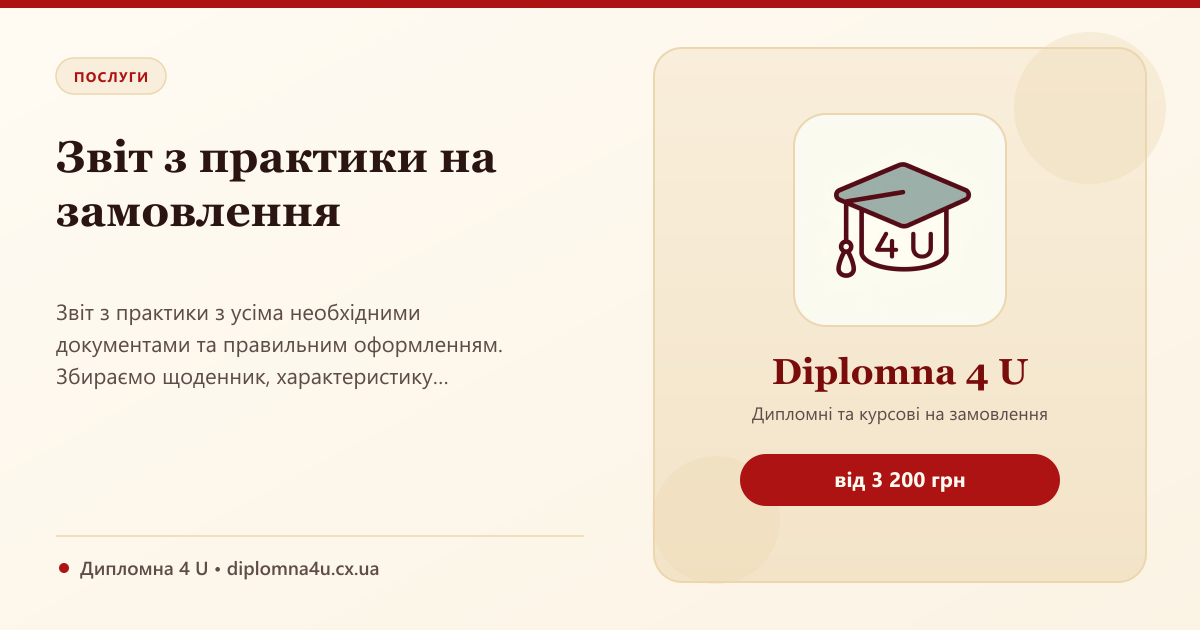 ПОСЛУГИ
Звіт з практики на
замовлення
Звіт з практики з усіма необхідними
документами та правильним оформленням.
Збираємо щоденник, характеристику...
Дипломна 4 U • diplomna4u.cx.ua
4 U
Diplomna 4 U
Дипломні та курсові на замовлення
від 3 200 грн